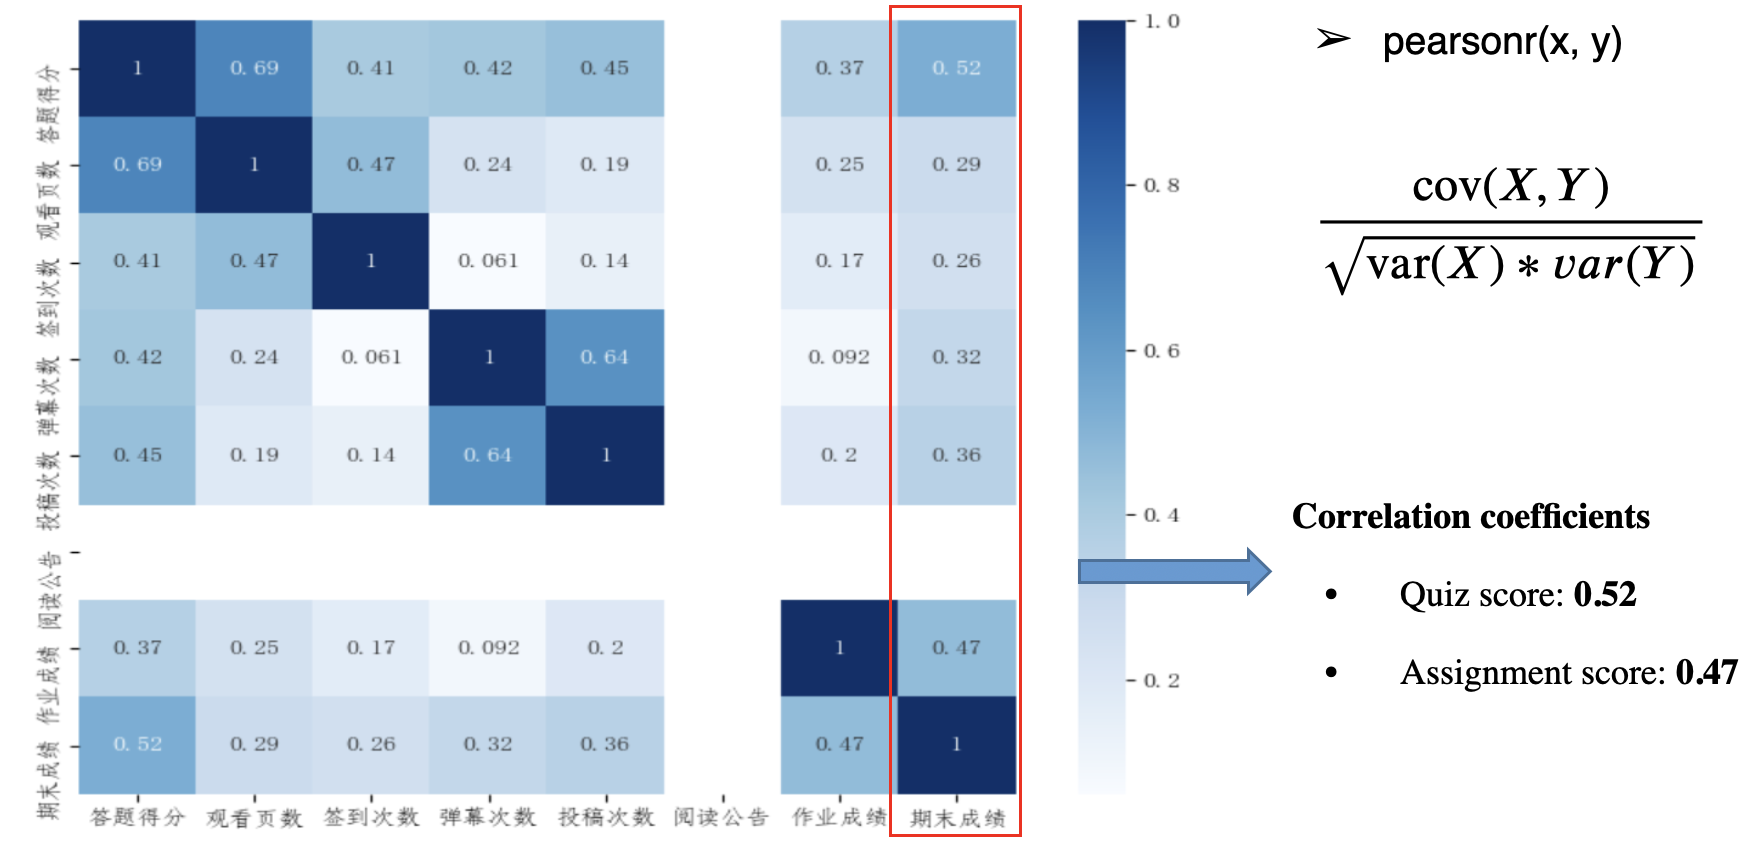 答题得分 1 0.69 0.41 0.42 0.45 0.37 0.52
观看页数 0.69 1 0.47 0.24 0.19 0.25 0.29
签到次数 0.41 0.47 1 0.061 0.14 0.17 0.26
弹幕次数 0.42 0.24 0.061 1 0.64 0.092 0.32
投稿次数 0.45 0.19 0.14 0.64 1 0.2 0.36
阅读公告
作业成绩 0.37 0.25 0.17 0.092 0.2 1 0.47
期末成绩 0.52 0.29 0.26 0.32 0.36 0.47 1
答题得分 观看页数 签到次数 弹幕次数 投稿次数 阅读公告 作业成绩 期末成绩
1.0
0.8
0.6
0.4
0.2
➢ pearsonr(x, y)
cov(X, Y)
√var(X) * var(Y)
Correlation coefficients
• Quiz score: 0.52
• Assignment score: 0.47